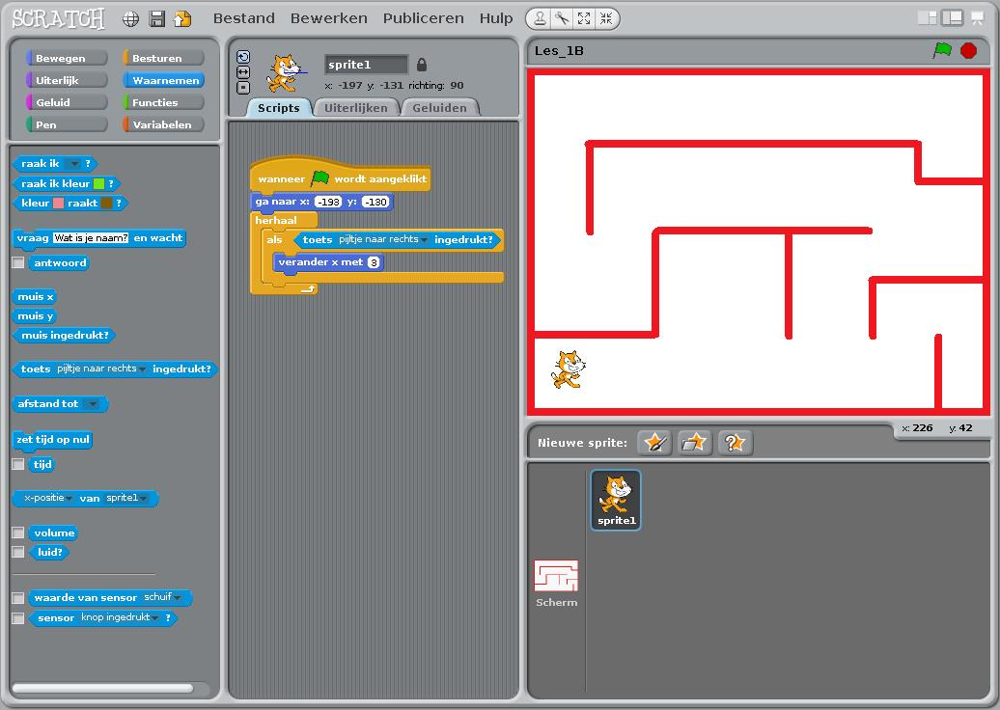 SCRATCH Bestand Bewerken Publiceren Hulp
Bewegen Besturen
Uiterlijk Waarnemen
Geluid Functies
Pen Variabelen
raak ik ?
raak ik kleur ?
kleur raakt ?
vraag Wat is je naam? en wacht
antwoord
muis x
muis y
muis ingedrukt?
toets pijltje naar rechts ingedrukt?
afstand tot
zet tijd op nul
tijd
x-positie van sprite1
volume
luid?
waarde van sensor schuif
sensor knop ingedrukt ?
sprite1
x: -197 y: -131 richting: 90
Scripts Uiterlijken Geluiden
wanneer wordt aangeklikt
ga naar x: -193 y: -130
herhaal
als toets pijltje naar rechts ingedrukt?
verander x met 3
Les_1B
x: 226 y: 42
Nieuwe sprite:
sprite1
Scherm